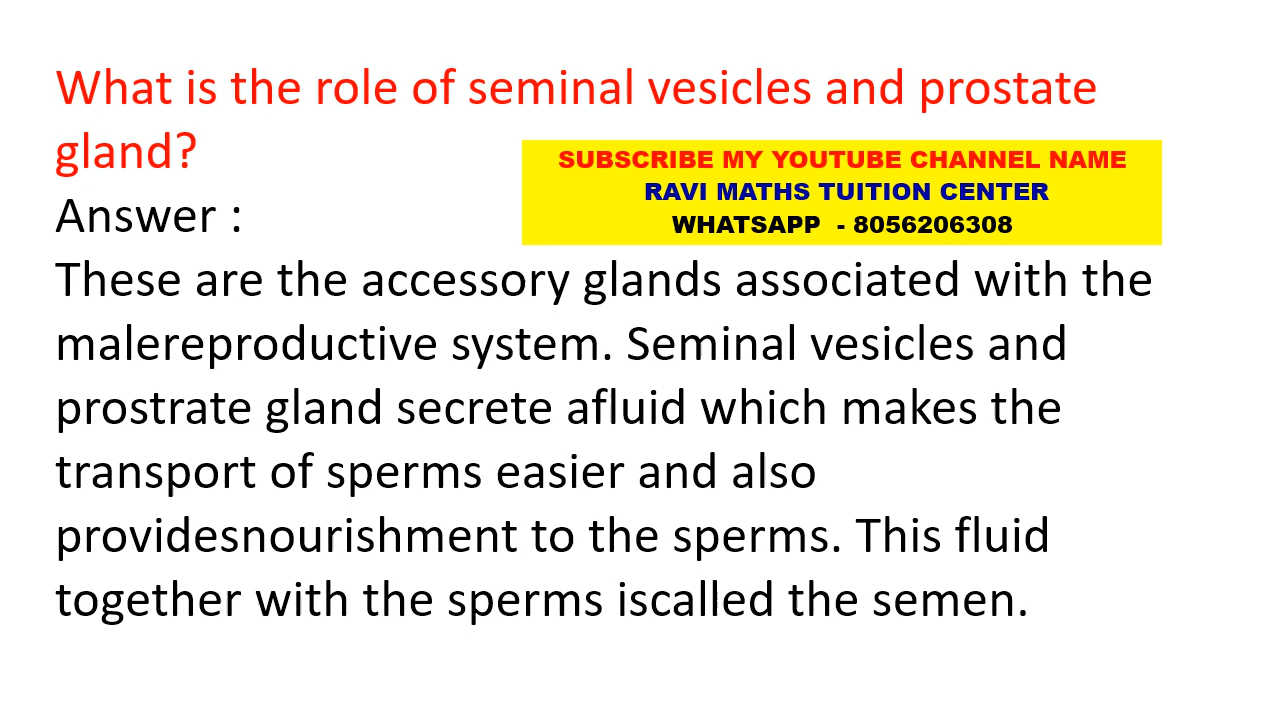 What is the role of seminal vesicles and prostate
gland?
SUBSCRIBE MY YOUTUBE CHANNEL NAME
RAVI MATHS TUITION CENTER
WHATSAPP - 8056206308
Answer :
These are the accessory glands associated with the
malereproductive system. Seminal vesicles and
prostrate gland secrete afluid which makes the
transport of sperms easier and also
providesnourishment to the sperms. This fluid
together with the sperms iscalled the semen.